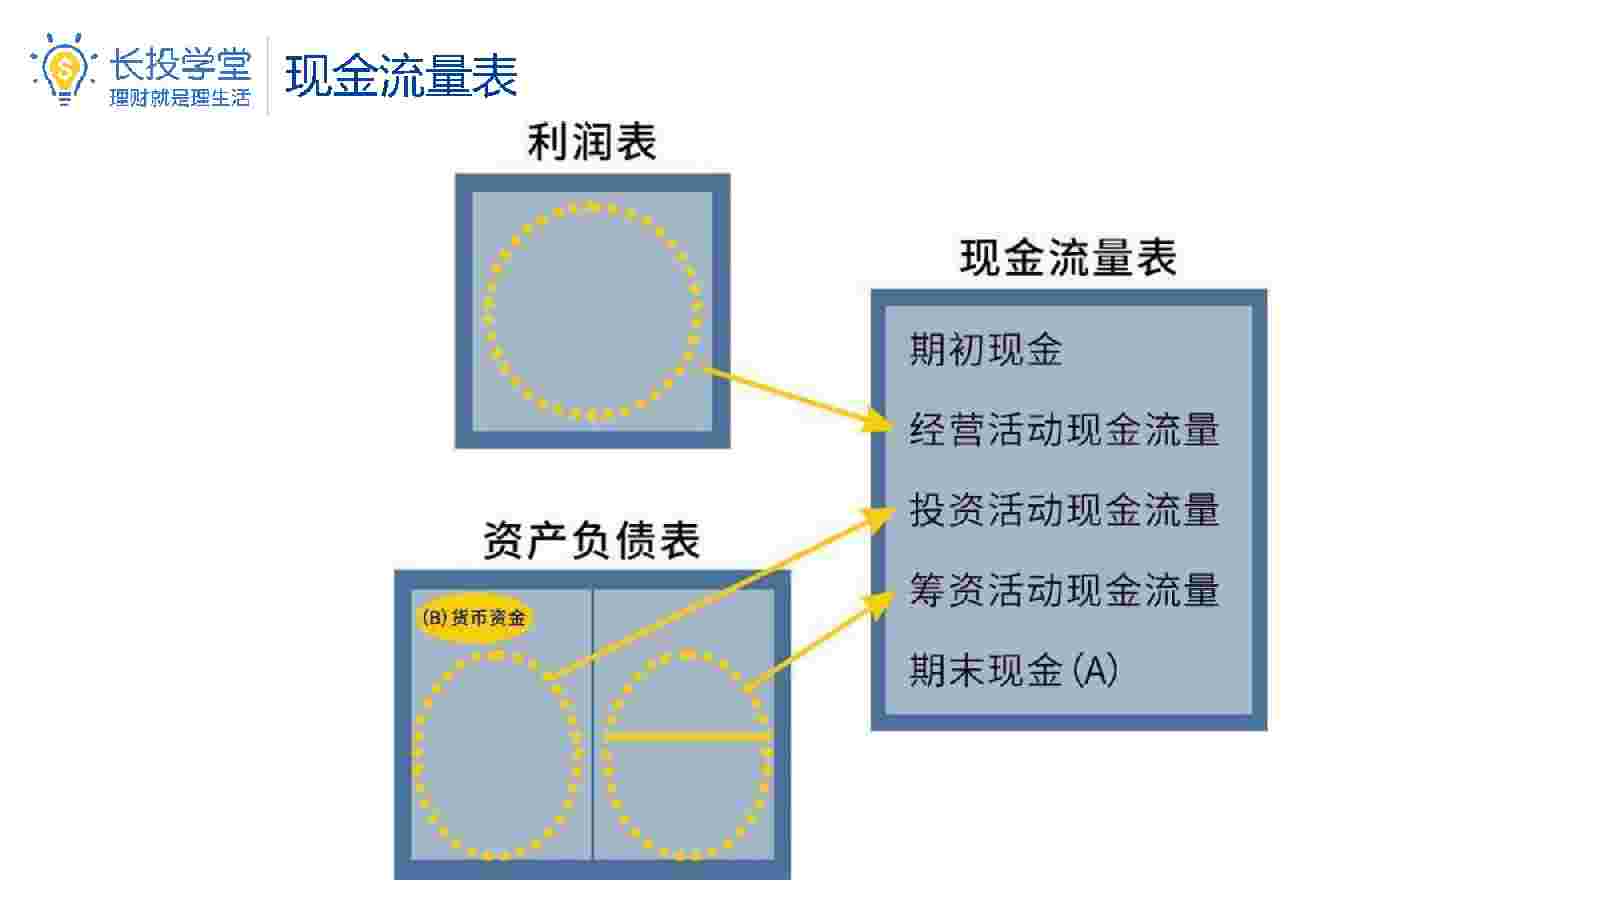 长投学堂
理财就是理生活
现金流量表
利润表
现金流量表
期初现金
经营活动现金流量
投资活动现金流量
筹资活动现金流量
期末现金(A)
资产负债表
(B)货币资金